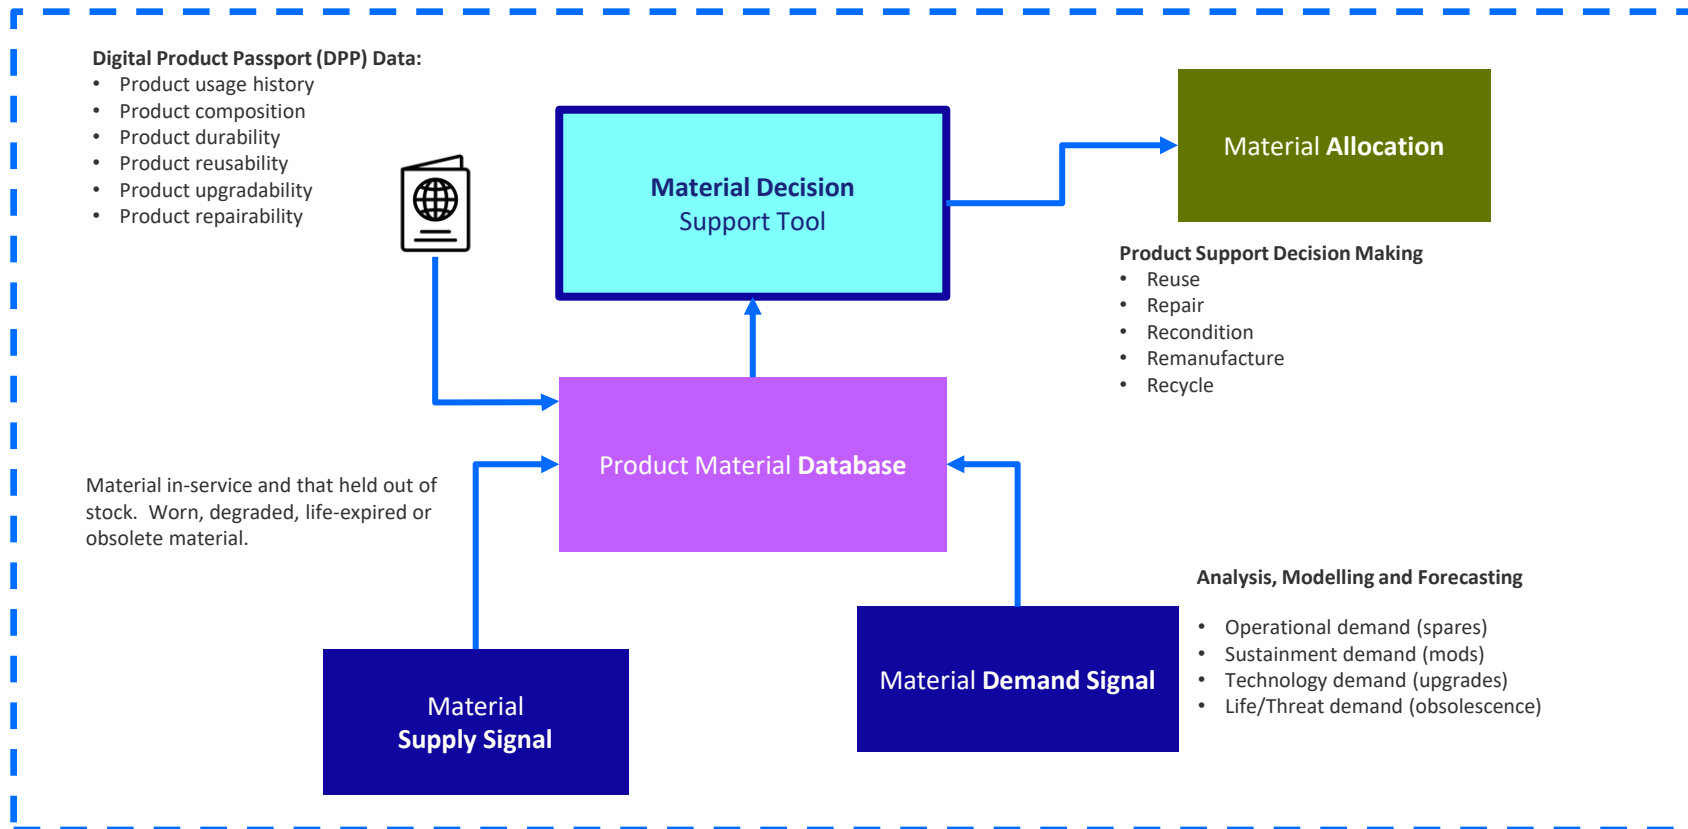 Digital Product Passport (DPP) Data:
• Product usage history
• Product composition
• Product durability
• Product reusability
• Product upgradability
• Product repairability
Material Decision
Support Tool
Material Allocation
Product Support Decision Making
• Reuse
• Repair
• Recondition
• Remanufacture
• Recycle
Product Material Database
Material in-service and that held out of
stock. Worn, degraded, life-expired or
obsolete material.
Material
Supply Signal
Material Demand Signal
Analysis, Modelling and Forecasting
• Operational demand (spares)
• Sustainment demand (mods)
• Technology demand (upgrades)
• Life/Threat demand (obsolescence)